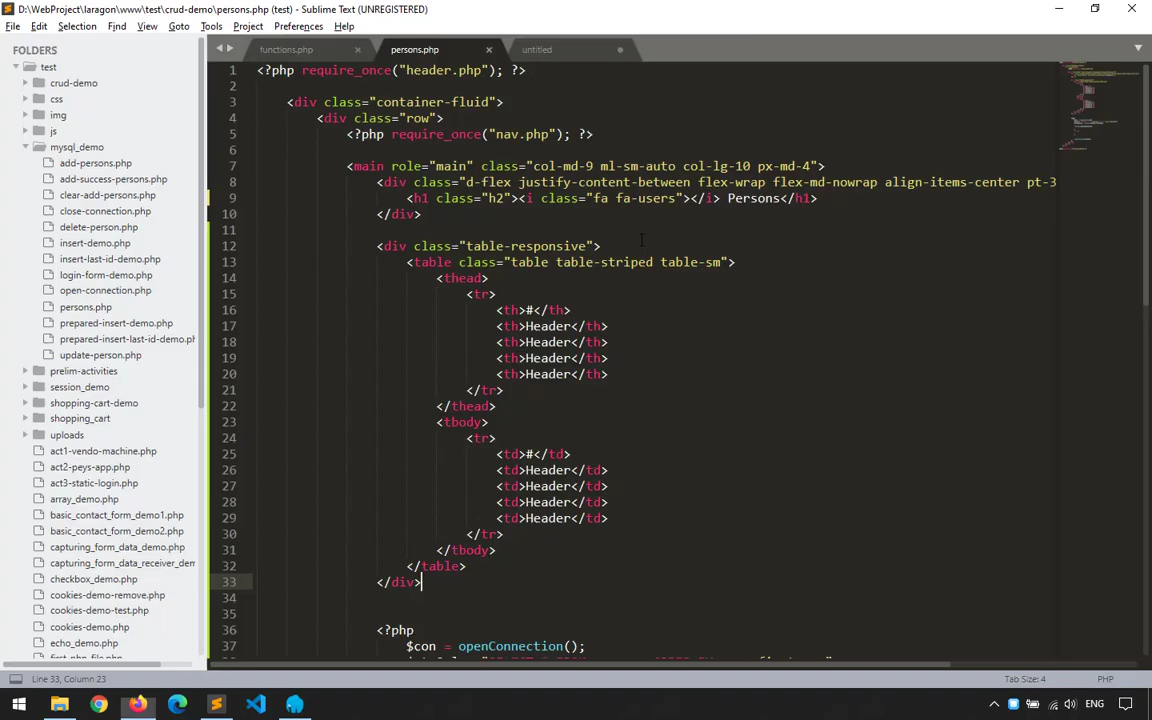 D:\WebProject\laragon\www\test\crud-demo\persons.php (test) - Sublime Text (UNREGISTERED)
File Edit Selection Find View Goto Tools Project Preferences Help
FOLDERS
test
crud-demo
css
img
js
mysql_demo
add-persons.php
add-success-persons.php
clear-add-persons.php
close-connection.php
delete-person.php
insert-demo.php
insert-last-id-demo.php
login-form-demo.php
open-connection.php
persons.php
prepared-insert-demo.php
prepared-insert-last-id-demo.ph
update-person.php
prelim-activities
session_demo
shopping-cart-demo
shopping_cart
uploads
act1-vendo-machine.php
act2-peys-app.php
act3-static-login.php
array_demo.php
basic_contact_form_demo1.php
basic_contact_form_demo2.php
capturing_form_data_demo.php
capturing_form_data_receiver_dem
checkbox_demo.php
cookies-demo-remove.php
cookies-demo-test.php
cookies-demo.php
echo_demo.php
first_php_file.php
functions.php persons.php untitled
1 <?php require_once("header.php"); ?>
2
3 <div class="container-fluid">
4 <div class="row">
5 <?php require_once("nav.php"); ?>
6
7 <main role="main" class="col-md-9 ml-sm-auto col-lg-10 px-md-4">
8 <div class="d-flex justify-content-between flex-wrap flex-md-nowrap align-items-center pt-3
9 <h1 class="h2"><i class="fa fa-users"></i> Persons</h1>
10 </div>
11
12 <div class="table-responsive">
13 <table class="table table-striped table-sm">
14 <thead>
15 <tr>
16 <th>#</th>
17 <th>Header</th>
18 <th>Header</th>
19 <th>Header</th>
20 <th>Header</th>
21 </tr>
22 </thead>
23 <tbody>
24 <tr>
25 <td>#</td>
26 <td>Header</td>
27 <td>Header</td>
28 <td>Header</td>
29 <td>Header</td>
30 </tr>
31 </tbody>
32 </table>
33 </div>
34
35
36 <?php
37 $con = openConnection();
Line 33, Column 23 Tab Size: 4 PHP
ENG